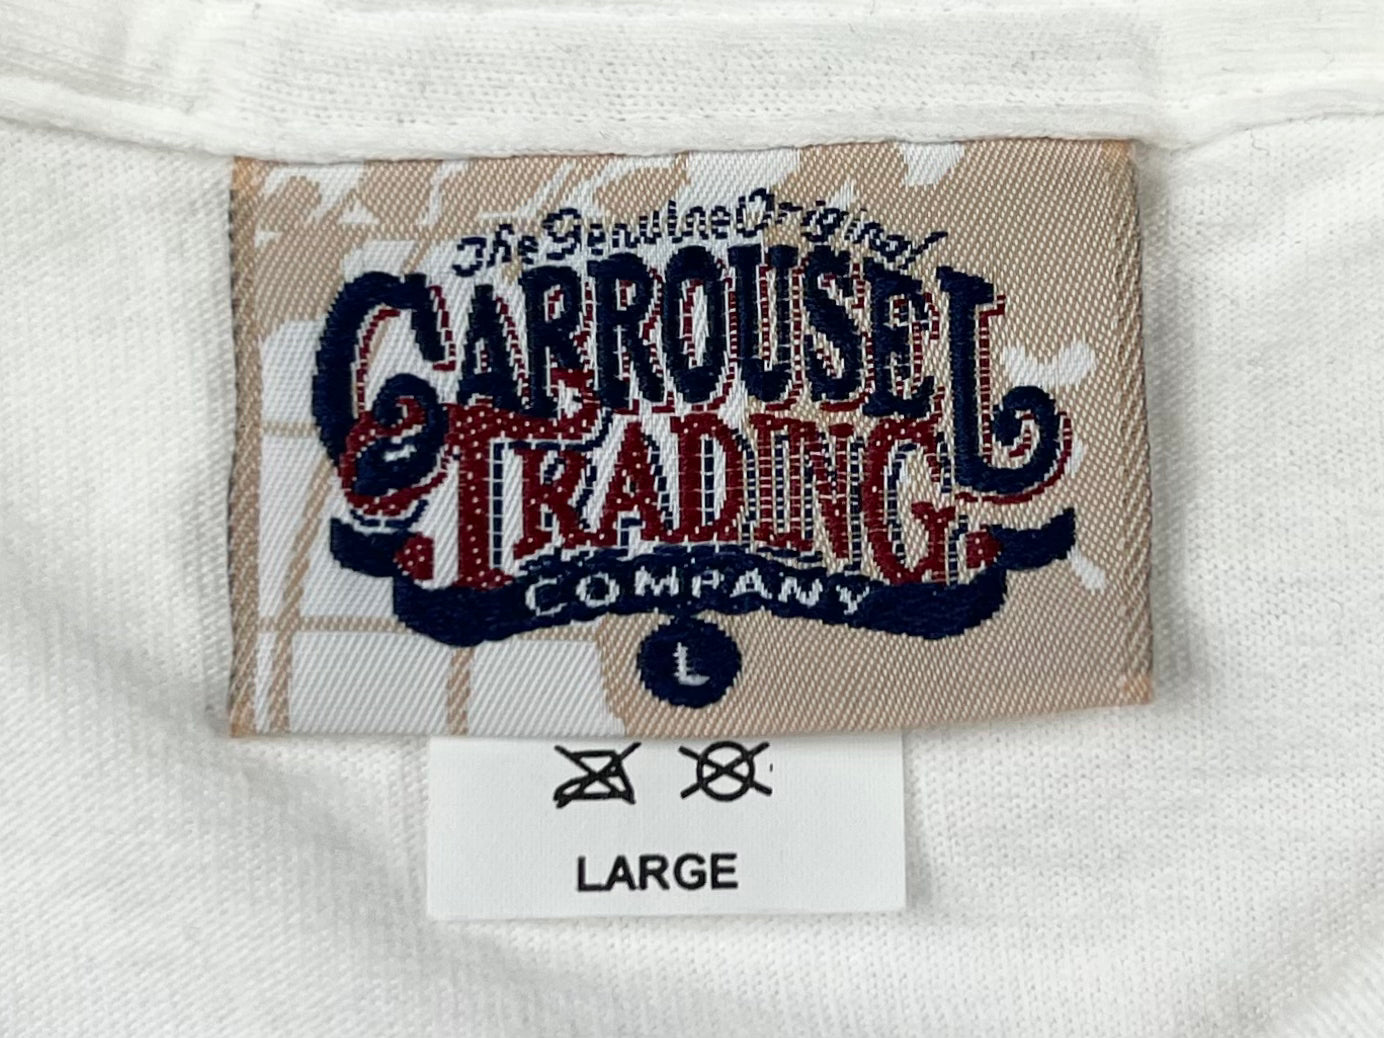 The Genuine Original
CARROUSEL
TRADING
COMPANY
L
LARGE